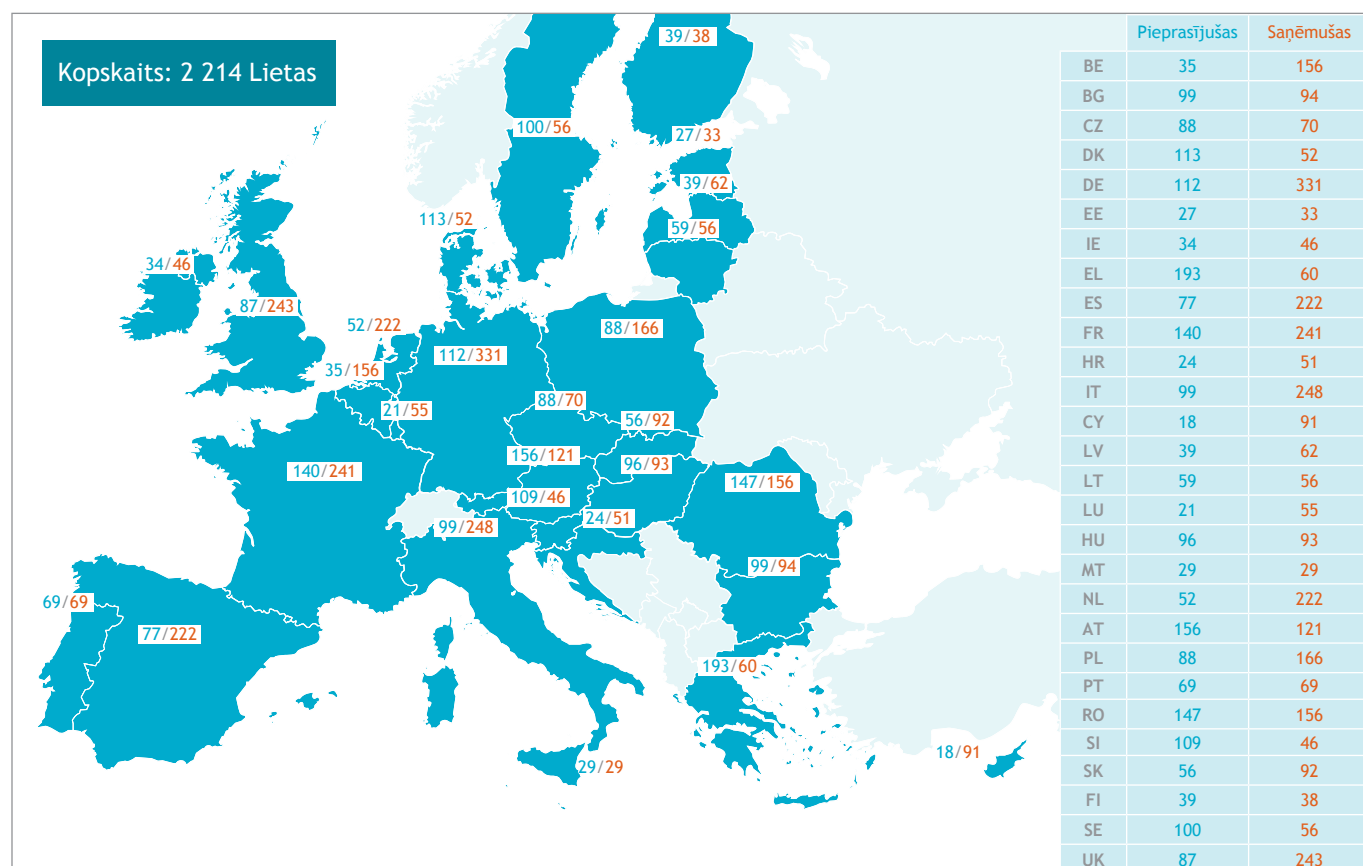 Kopskaits: 2 214 Lietas
39/38
100/56
27/33
39/62
113/52
59/56
34/46
87/243
52/222
88/166
112/331
35/156
88/70
21/55
56/92
156/121
96/93
140/241
147/156
109/46
24/51
99/248
99/94
69/69
77/222
193/60
18/91
29/29
Pieprasījušas Saņēmušas
BE 35 156
BG 99 94
CZ 88 70
DK 113 52
DE 112 331
EE 27 33
IE 34 46
EL 193 60
ES 77 222
FR 140 241
HR 24 51
IT 99 248
CY 18 91
LV 39 62
LT 59 56
LU 21 55
HU 96 93
MT 29 29
NL 52 222
AT 156 121
PL 88 166
PT 69 69
RO 147 156
SI 109 46
SK 56 92
FI 39 38
SE 100 56
UK 87 243